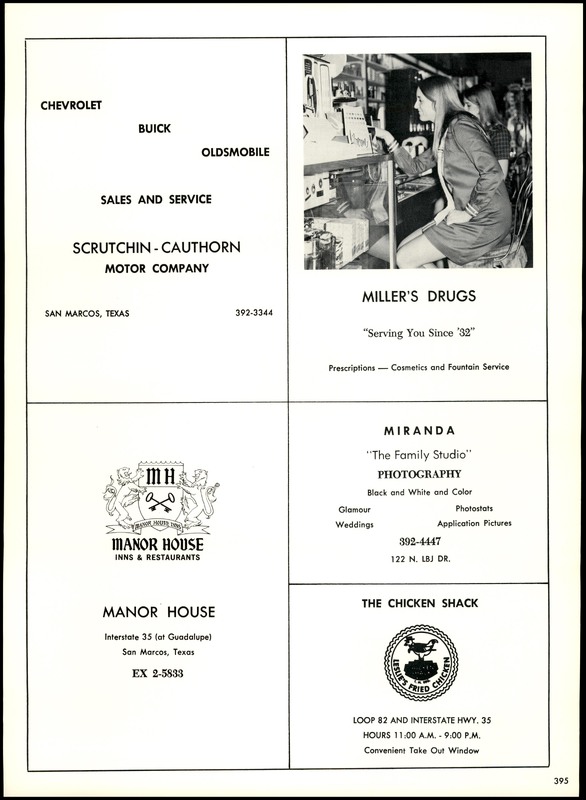 CHEVROLET
BUICK
OLDSMOBILE
SALES AND SERVICE
SCRUTCHIN - CAUTHORN
MOTOR COMPANY
SAN MARCOS, TEXAS 392-3344
MILLER'S DRUGS
"Serving You Since '32"
Prescriptions — Cosmetics and Fountain Service
MH
MANOR HOUSE INNS
MANOR HOUSE
INNS & RESTAURANTS
MANOR HOUSE
Interstate 35 (at Guadalupe)
San Marcos, Texas
EX 2-5833
MIRANDA
"The Family Studio"
PHOTOGRAPHY
Black and White and Color
Glamour Photostats
Weddings Application Pictures
392-4447
122 N. LBJ DR.
THE CHICKEN SHACK
LESLIE'S FRIED CHICKEN
LOOP 82 AND INTERSTATE HWY. 35
HOURS 11:00 A.M. - 9:00 P.M.
Convenient Take Out Window
395